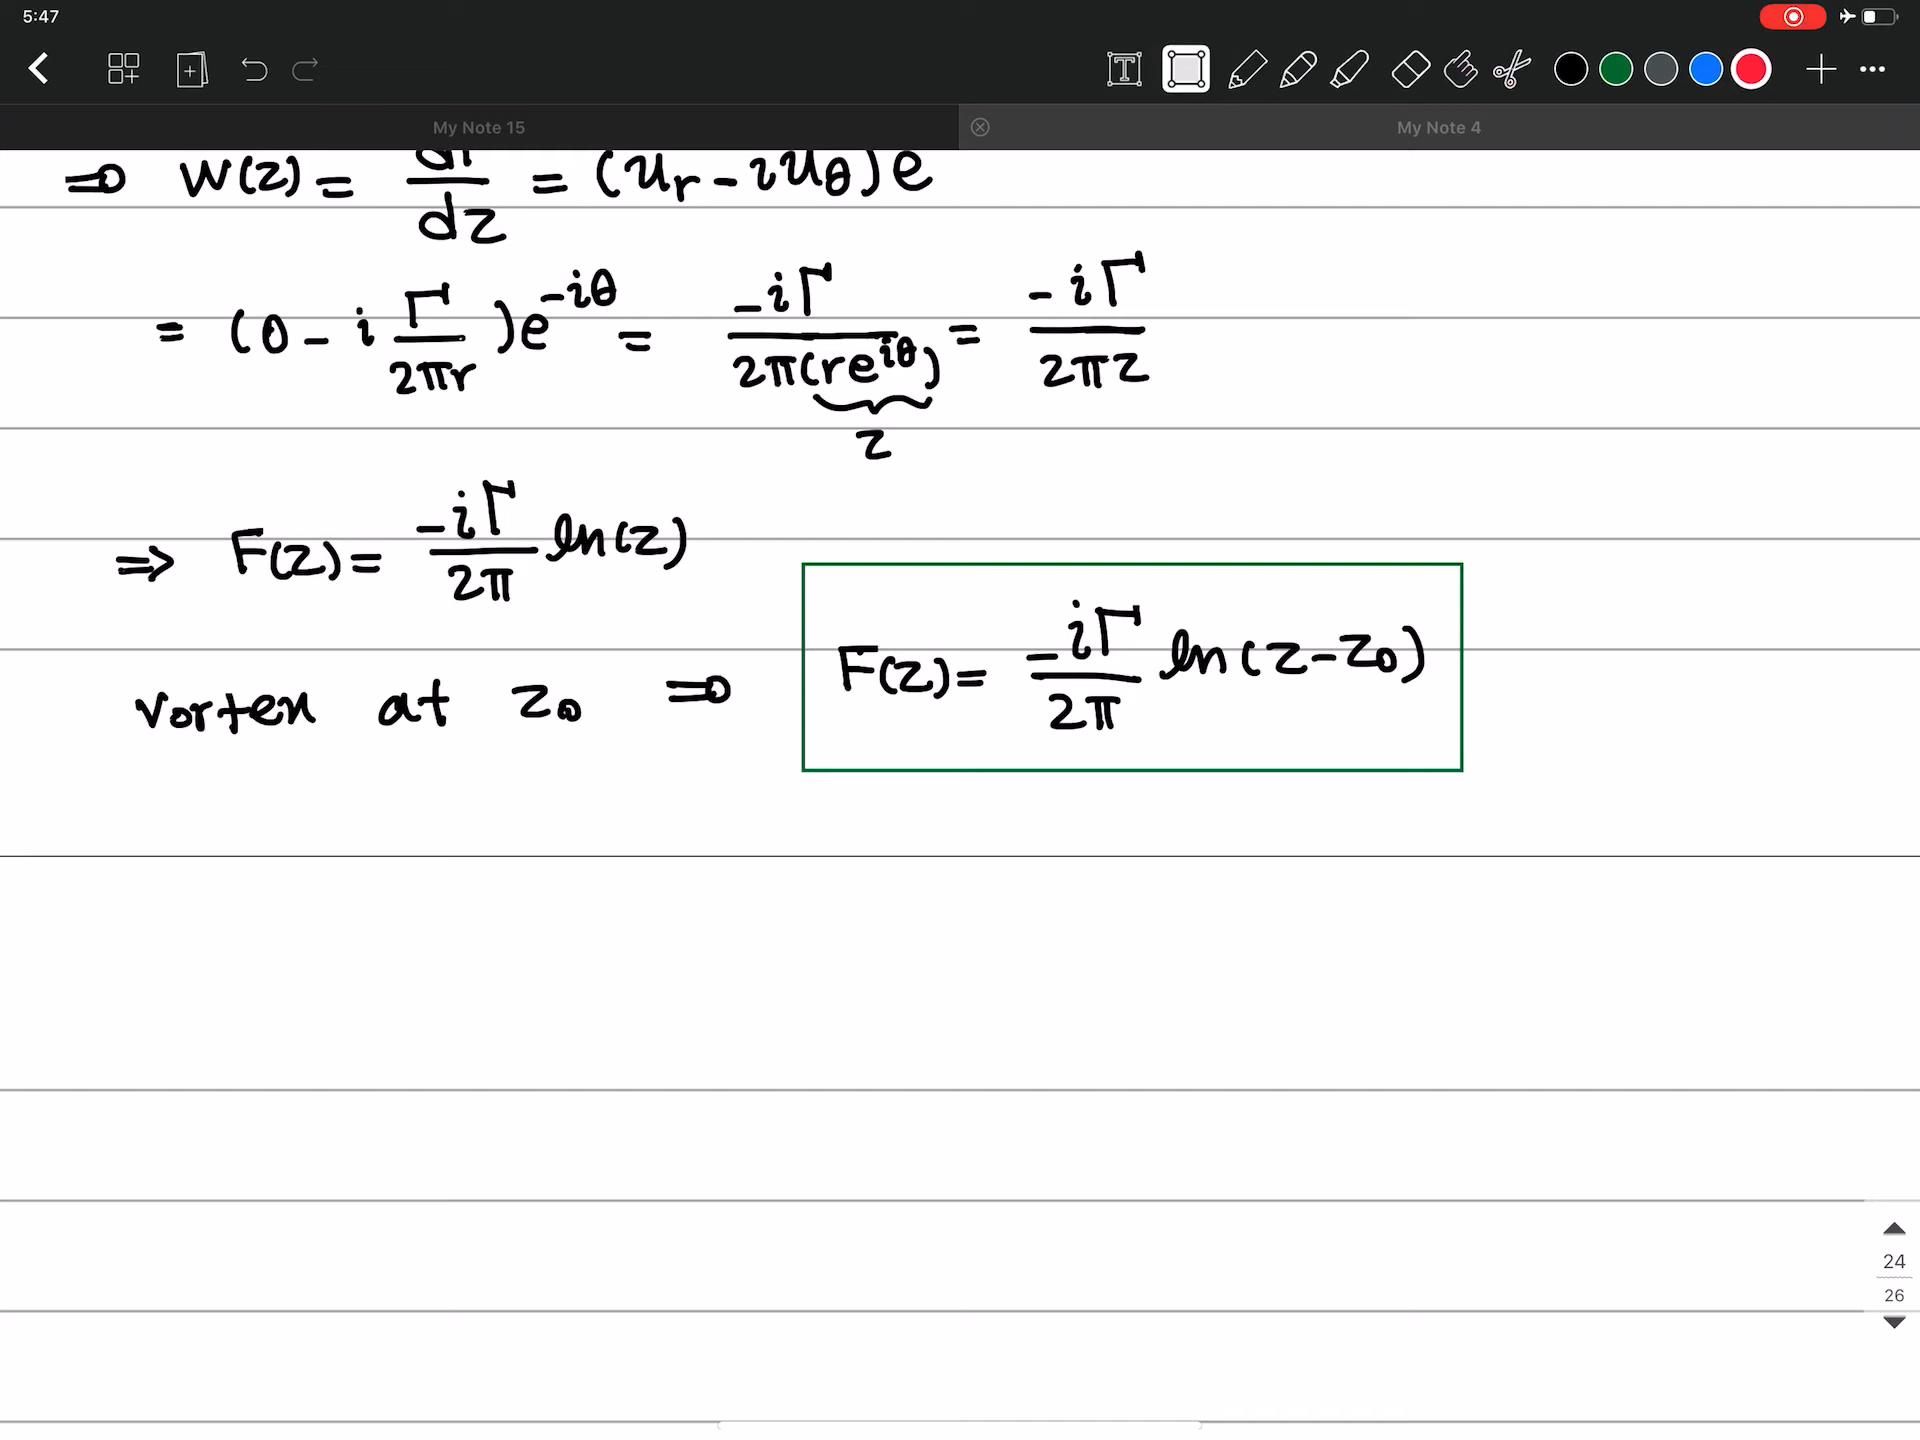 5:47
My Note 15
My Note 4
⇒ W(z) = dF/dz = (u_r - iu_θ)e
= (0 - i Γ/2πr)e^{-iθ} = -iΓ/2π(re^{iθ}) = -iΓ/2πz
z
⇒ F(z) = -iΓ/2π ln(z)
vortex at z₀ ⇒ F(z) = -iΓ/2π ln(z-z₀)
24
26